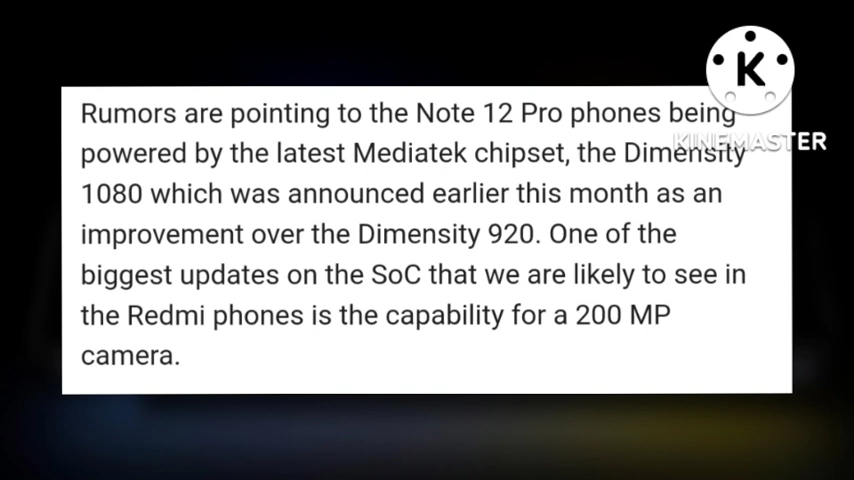 Rumors are pointing to the Note 12 Pro phones being
powered by the latest Mediatek chipset, the Dimensity
1080 which was announced earlier this month as an
improvement over the Dimensity 920. One of the
biggest updates on the SoC that we are likely to see in
the Redmi phones is the capability for a 200 MP
camera.
K
KINEMASTER